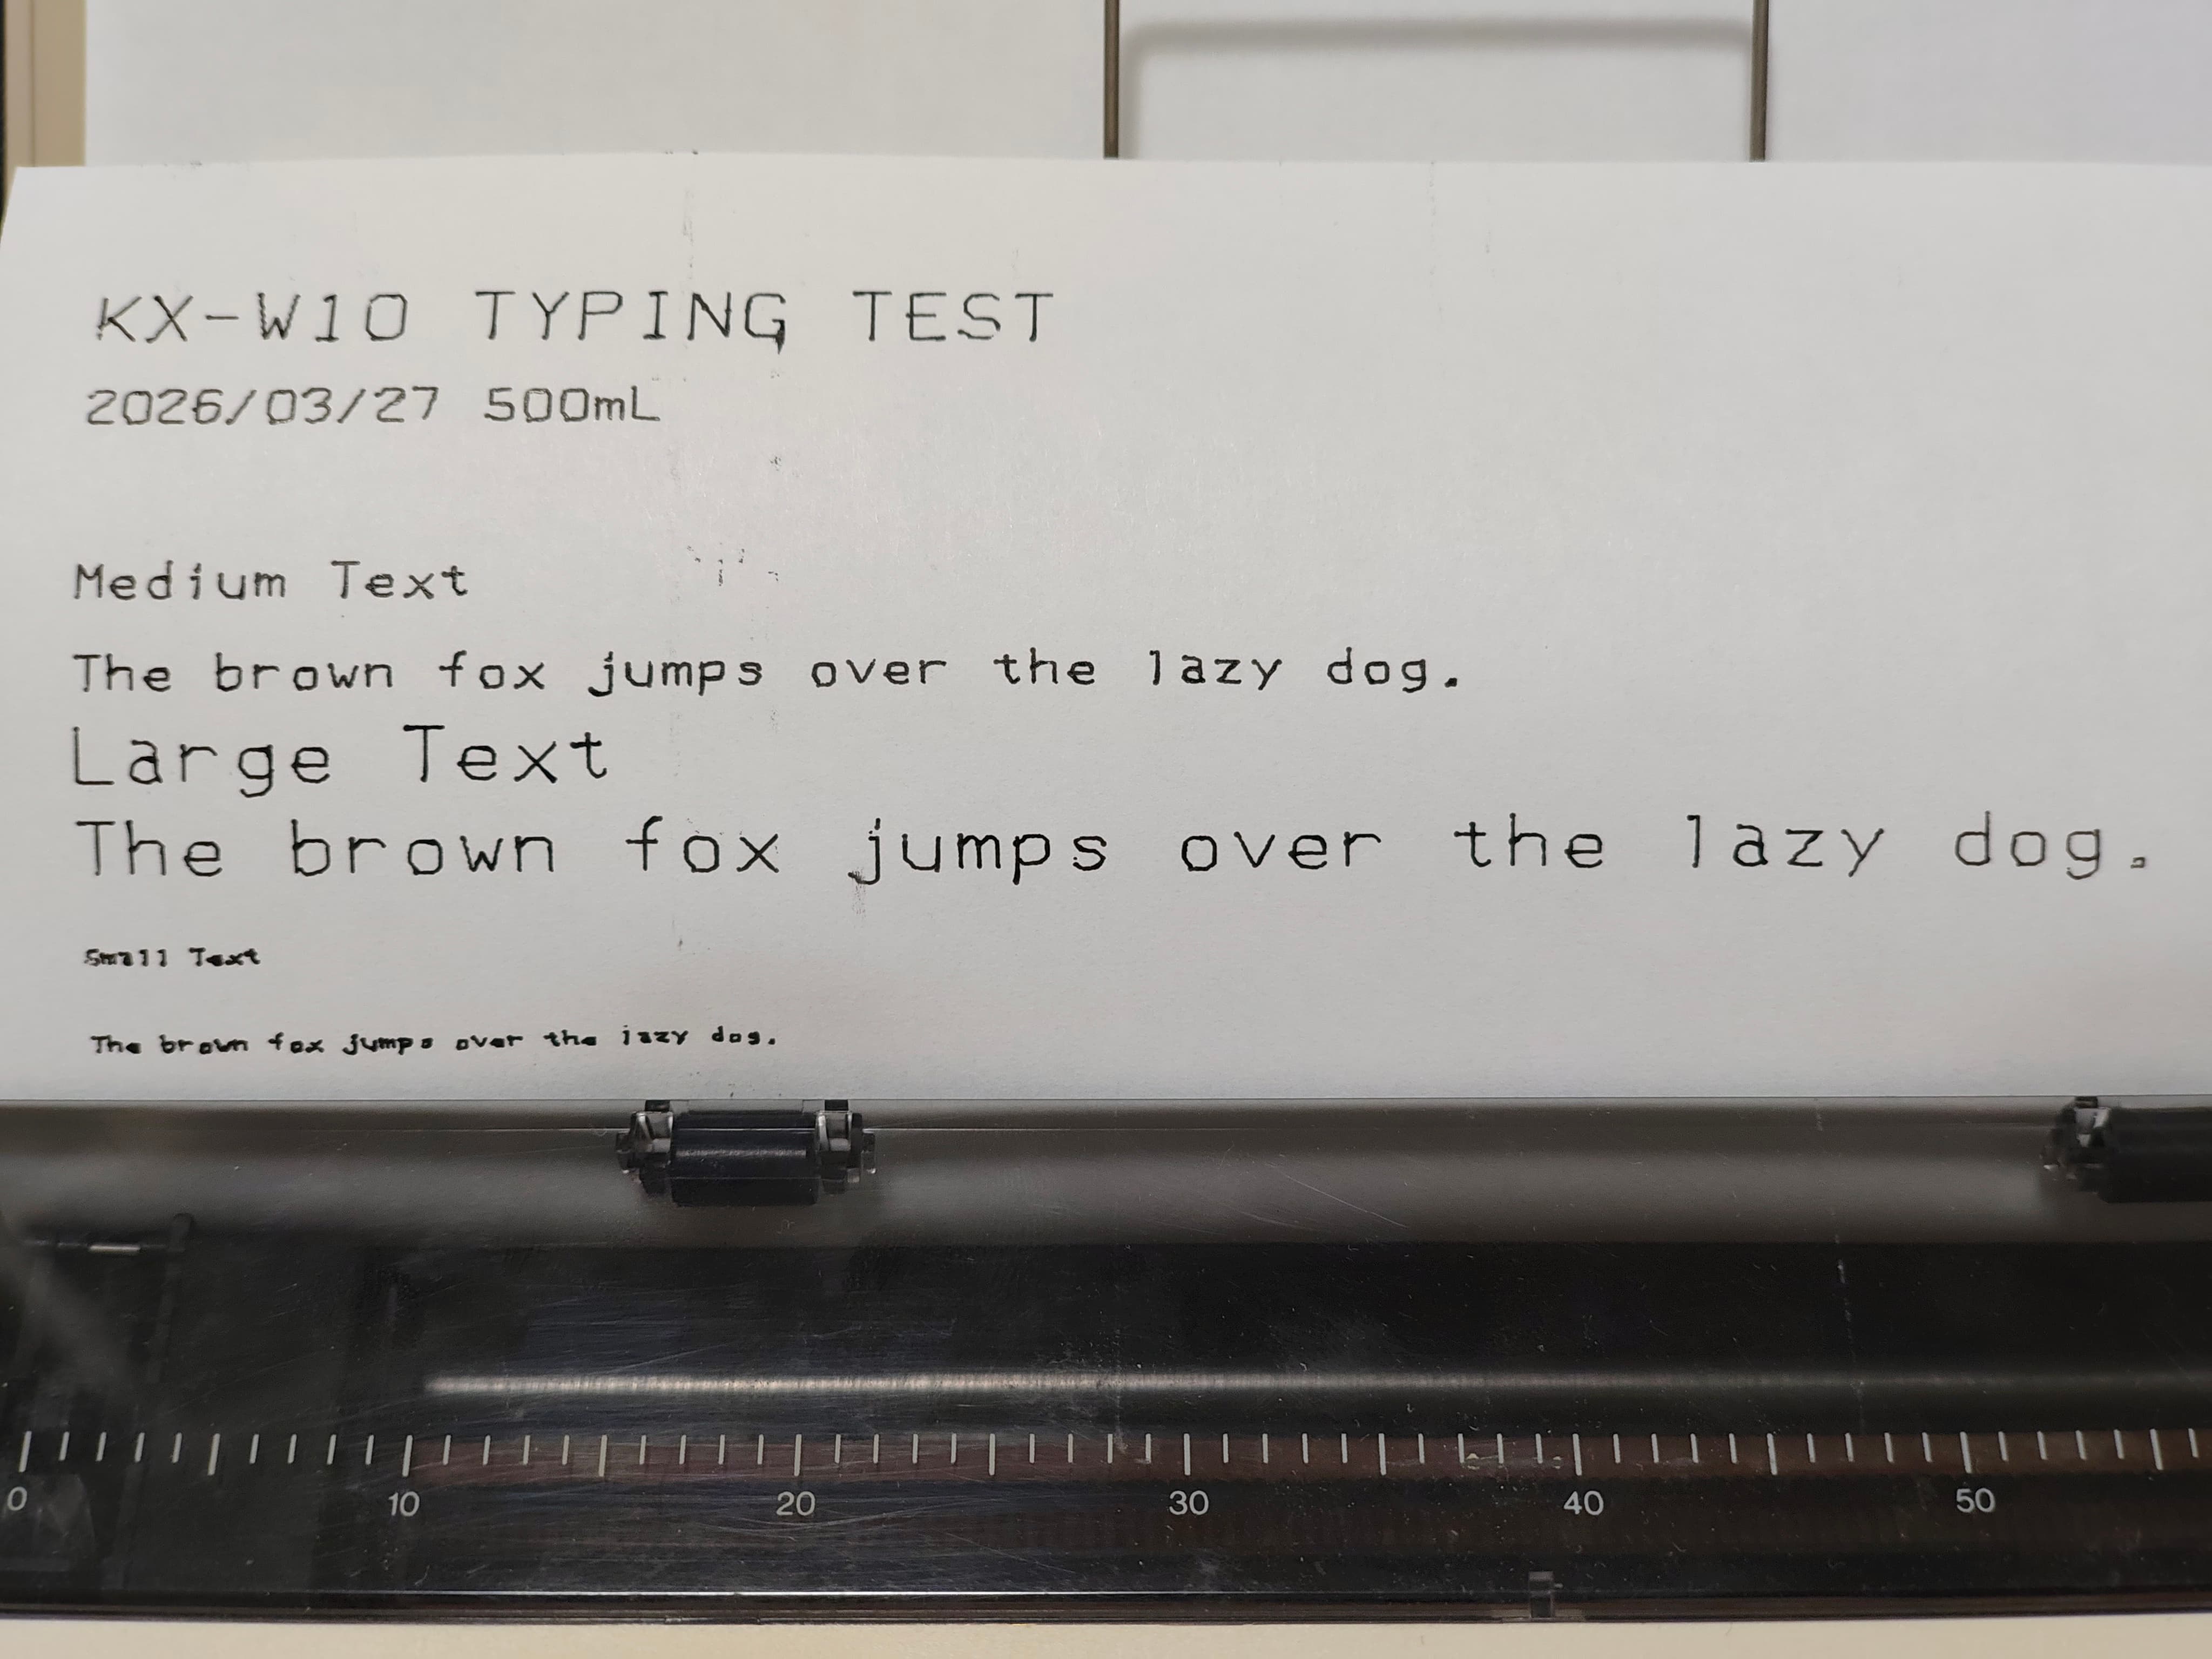 KX-W10 TYPING TEST
2026/03/27 500mL
Medium Text
The brown fox jumps over the lazy dog.
Large Text
The brown fox jumps over the lazy dog.
Small Text
The brown fox jumps over the lazy dog.
0 10 20 30 40 50